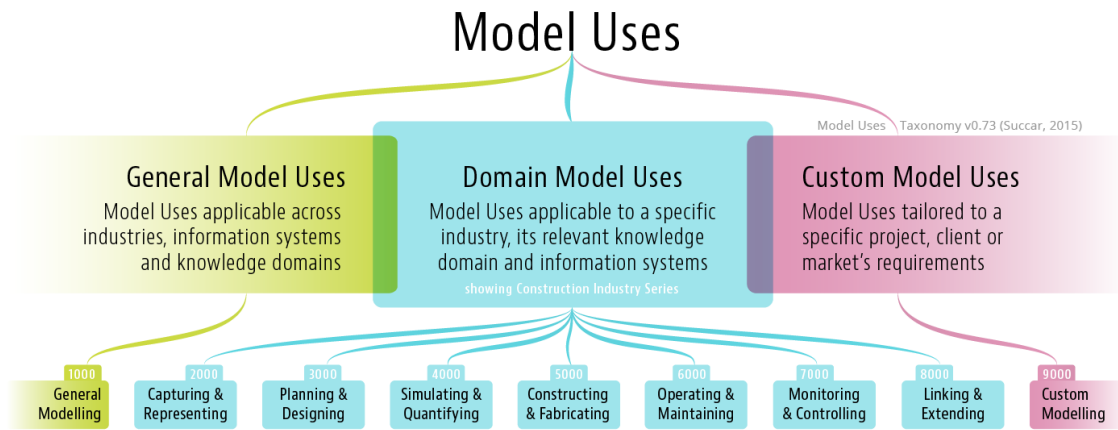 Model Uses
Model Uses Taxonomy v0.73 (Succar, 2015)
General Model Uses
Model Uses applicable across
industries, information systems
and knowledge domains
Domain Model Uses
Model Uses applicable to a specific
industry, its relevant knowledge
domain and information systems
showing Construction Industry Series
Custom Model Uses
Model Uses tailored to a
specific project, client or
market's requirements
1000
General
Modelling
2000
Capturing &
Representing
3000
Planning &
Designing
4000
Simulating &
Quantifying
5000
Constructing
& Fabricating
6000
Operating &
Maintaining
7000
Monitoring
& Controlling
8000
Linking &
Extending
9000
Custom
Modelling